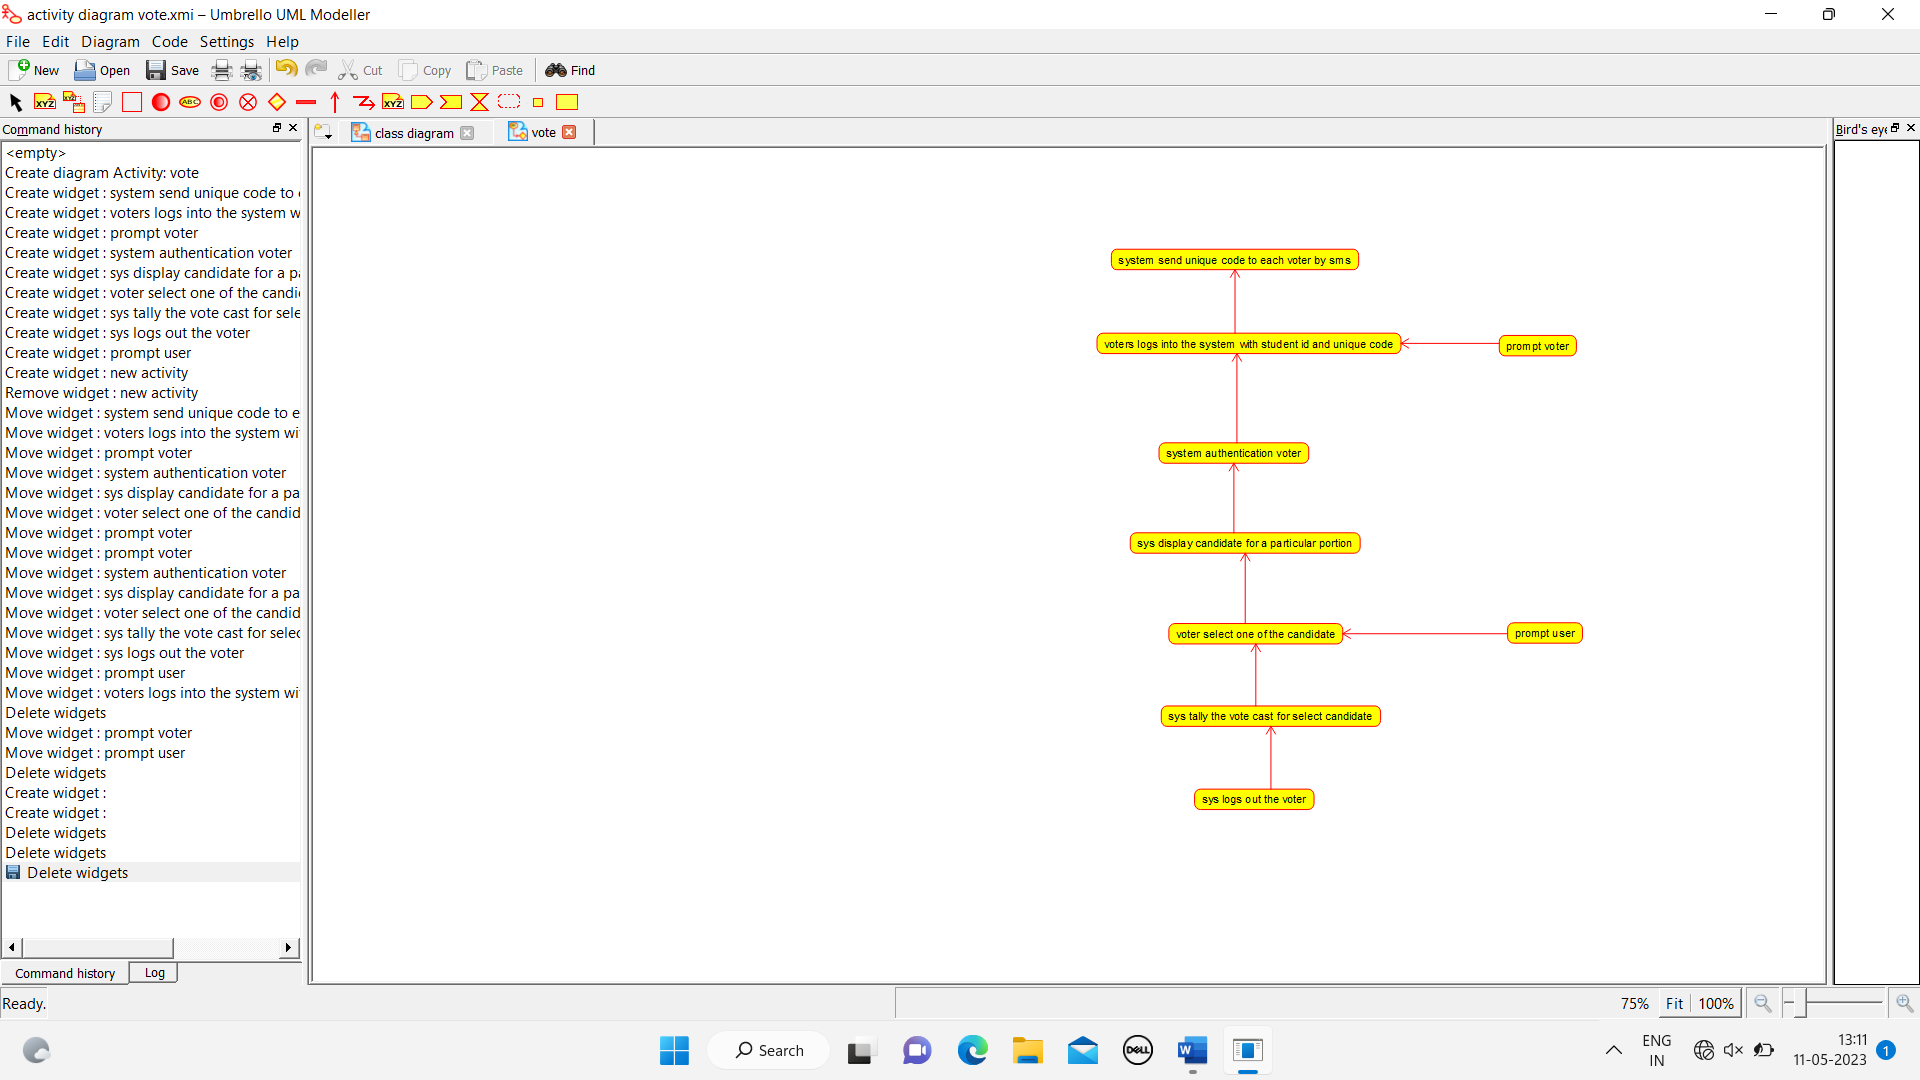 activity diagram vote.xmi – Umbrello UML Modeller
File Edit Diagram Code Settings Help
New Open Save Cut Copy Paste Find
XYZ XYZ ABC XYZ
Command history
class diagram
vote
Bird's eye
<empty>
Create diagram Activity: vote
Create widget : system send unique code to
Create widget : voters logs into the system w
Create widget : prompt voter
Create widget : system authentication voter
Create widget : sys display candidate for a pa
Create widget : voter select one of the candi
Create widget : sys tally the vote cast for sele
Create widget : sys logs out the voter
Create widget : prompt user
Create widget : new activity
Remove widget : new activity
Move widget : system send unique code to e
Move widget : voters logs into the system wi
Move widget : prompt voter
Move widget : system authentication voter
Move widget : sys display candidate for a pa
Move widget : voter select one of the candid
Move widget : prompt voter
Move widget : prompt voter
Move widget : system authentication voter
Move widget : sys display candidate for a pa
Move widget : voter select one of the candid
Move widget : sys tally the vote cast for selec
Move widget : sys logs out the voter
Move widget : prompt user
Move widget : voters logs into the system wi
Delete widgets
Move widget : prompt voter
Move widget : prompt user
Delete widgets
Create widget :
Create widget :
Delete widgets
Delete widgets
Delete widgets
Command history Log
system send unique code to each voter by sms
voters logs into the system with student id and unique code
prompt voter
system authentication voter
sys display candidate for a particular portion
voter select one of the candidate
prompt user
sys tally the vote cast for select candidate
sys logs out the voter
Ready.
75% Fit 100%
Search
DELL
W
ENG
IN
13:11
11-05-2023
1